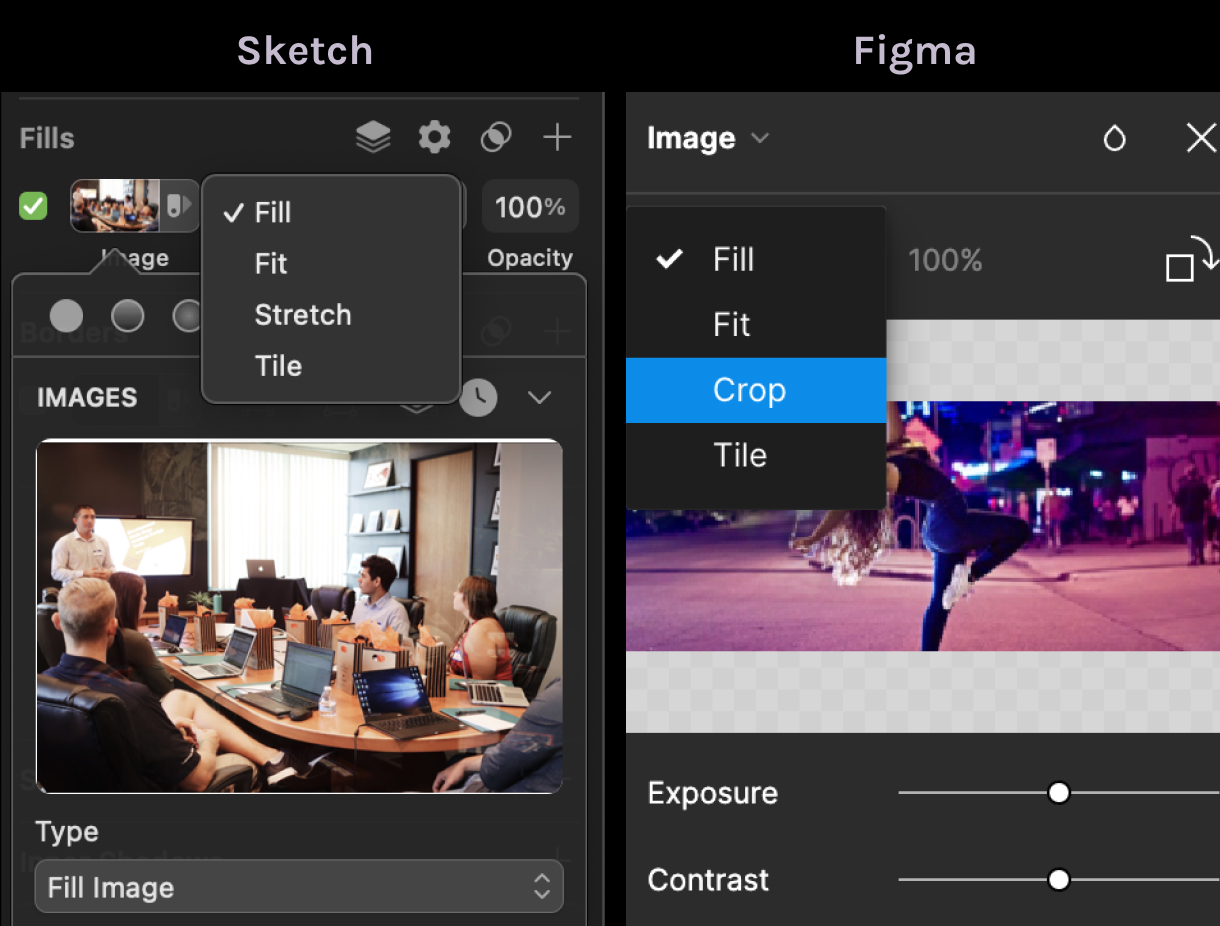 Sketch
Fills
Fill
Fit
Stretch
Tile
100%
Image
Opacity
Borders
IMAGES
Type
Fill Image
Figma
Image
Fill
Fit
Crop
Tile
100%
Exposure
Contrast